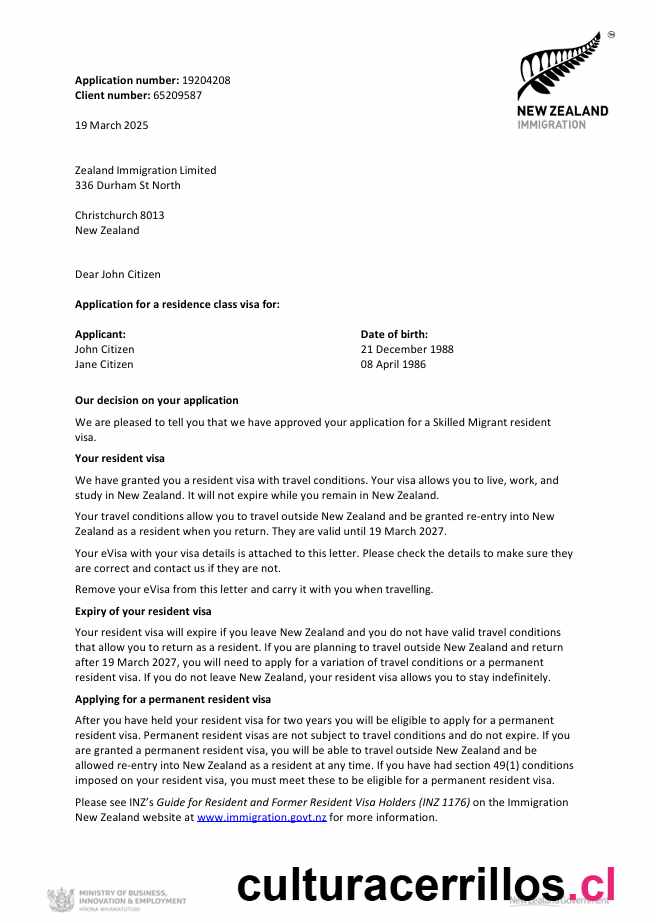 Application number: 19204208
Client number: 65209587
NEW ZEALAND
IMMIGRATION
19 March 2025
Zealand Immigration Limited
336 Durham St North
Christchurch 8013
New Zealand
Dear John Citizen
Application for a residence class visa for:
Applicant: Date of birth:
John Citizen 21 December 1988
Jane Citizen 08 April 1986
Our decision on your application
We are pleased to tell you that we have approved your application for a Skilled Migrant resident
visa.
Your resident visa
We have granted you a resident visa with travel conditions. Your visa allows you to live, work, and
study in New Zealand. It will not expire while you remain in New Zealand.
Your travel conditions allow you to travel outside New Zealand and be granted re-entry into New
Zealand as a resident when you return. They are valid until 19 March 2027.
Your eVisa with your visa details is attached to this letter. Please check the details to make sure they
are correct and contact us if they are not.
Remove your eVisa from this letter and carry it with you when travelling.
Expiry of your resident visa
Your resident visa will expire if you leave New Zealand and you do not have valid travel conditions
that allow you to return as a resident. If you are planning to travel outside New Zealand and return
after 19 March 2027, you will need to apply for a variation of travel conditions or a permanent
resident visa. If you do not leave New Zealand, your resident visa allows you to stay indefinitely.
Applying for a permanent resident visa
After you have held your resident visa for two years you will be eligible to apply for a permanent
resident visa. Permanent resident visas are not subject to travel conditions and do not expire. If you
are granted a permanent resident visa, you will be able to travel outside New Zealand and be
allowed re-entry into New Zealand as a resident at any time. If you have had section 49(1) conditions
imposed on your resident visa, you must meet these to be eligible for a permanent resident visa.
Please see INZ's Guide for Resident and Former Resident Visa Holders (INZ 1176) on the Immigration
New Zealand website at www.immigration.govt.nz for more information.
MINISTRY OF BUSINESS,
INNOVATION & EMPLOYMENT
HĪKINA WHAKATUTUKI
culturacerrillos.cl